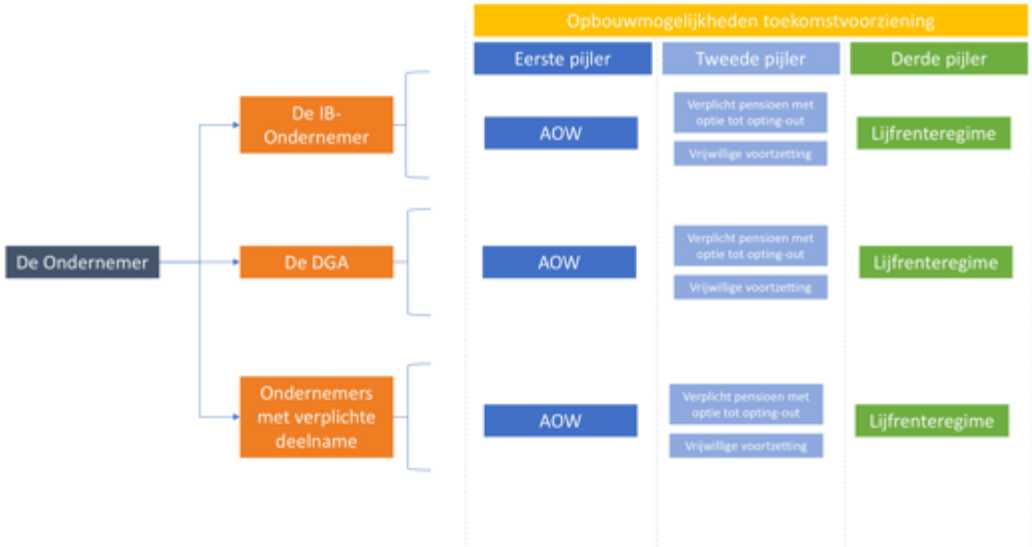 Opbouwmogelijkheden toekomstvoorziening
Eerste pijler
Tweede pijler
Derde pijler
De IB-
Ondernemer
AOW
Verplicht pensioen met
optie tot opting-out
Vrijwillige voortzetting
Lijfrenteregime
De Ondernemer
De DGA
AOW
Verplicht pensioen met
optie tot opting-out
Vrijwillige voortzetting
Lijfrenteregime
Ondernemers
met verplichte
deelname
AOW
Verplicht pensioen met
optie tot opting-out
Vrijwillige voortzetting
Lijfrenteregime